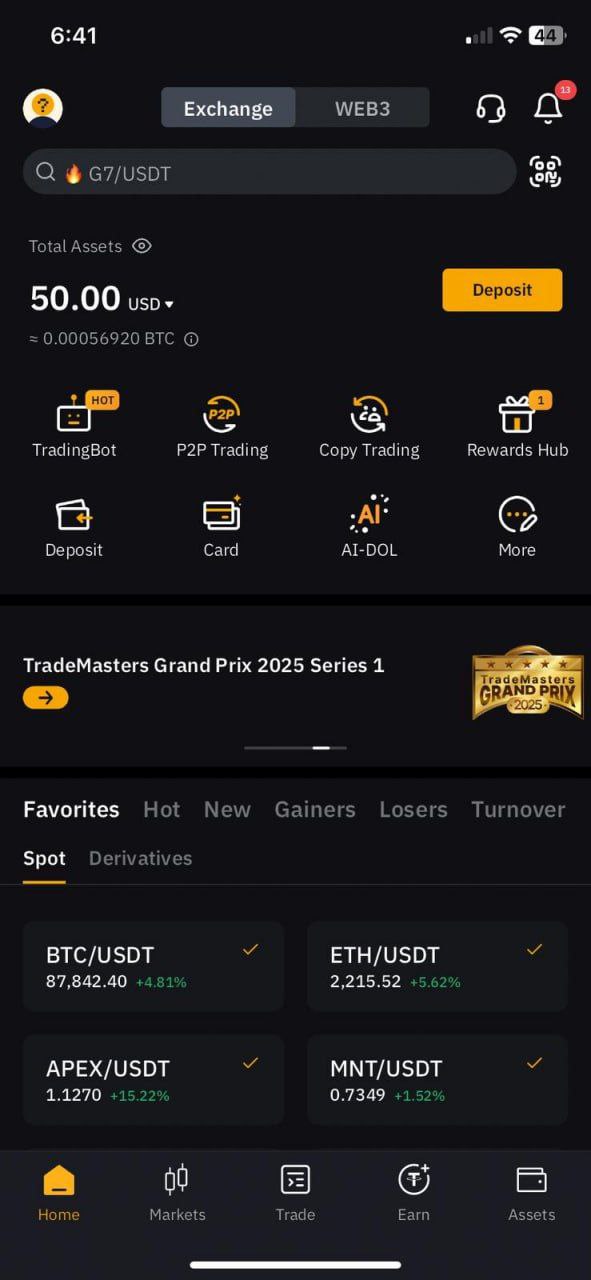 6:41
44
Exchange WEB3
13
🔥 G7/USDT
Total Assets
50.00 USD
Deposit
≈ 0.00056920 BTC
HOT
P2P
1
TradingBot P2P Trading Copy Trading Rewards Hub
AI
Deposit Card AI-DOL More
TradeMasters Grand Prix 2025 Series 1
TradeMasters
GRAND PRIX
2025
Favorites Hot New Gainers Losers Turnover
Spot Derivatives
BTC/USDT
87,842.40 +4.81%
ETH/USDT
2,215.52 +5.62%
APEX/USDT
1.1270 +15.22%
MNT/USDT
0.7349 +1.52%
Home Markets Trade Earn Assets